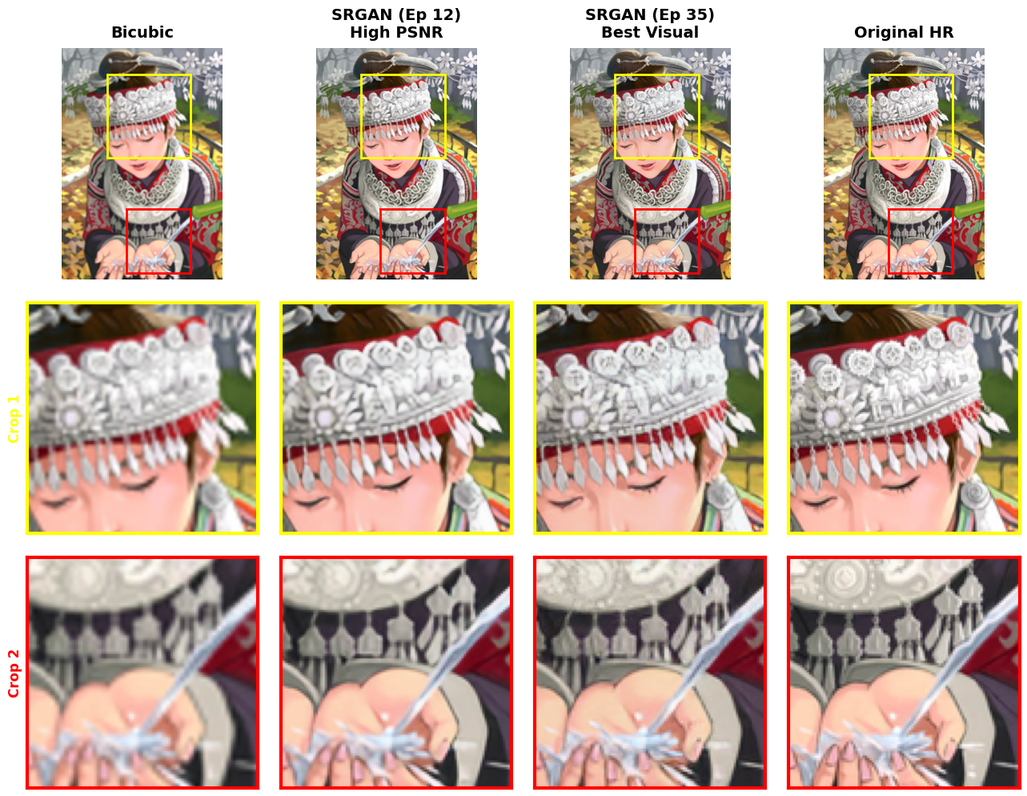 Bicubic
SRGAN (Ep 12)
High PSNR
SRGAN (Ep 35)
Best Visual
Original HR
Crop 1
Crop 2